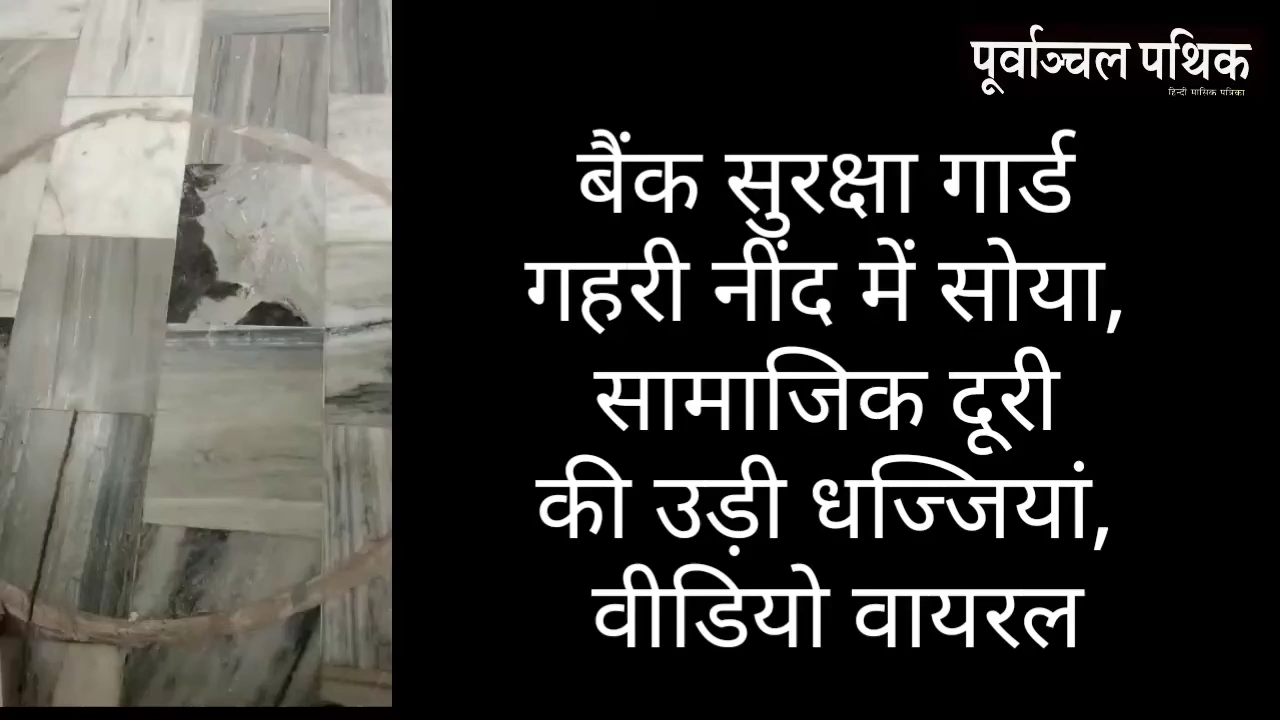 पूर्वाञ्चल पथिक
हिन्दी मासिक पत्रिका
बैंक सुरक्षा गार्ड
गहरी नींद में सोया,
सामाजिक दूरी
की उड़ी धज्जियां,
वीडियो वायरल